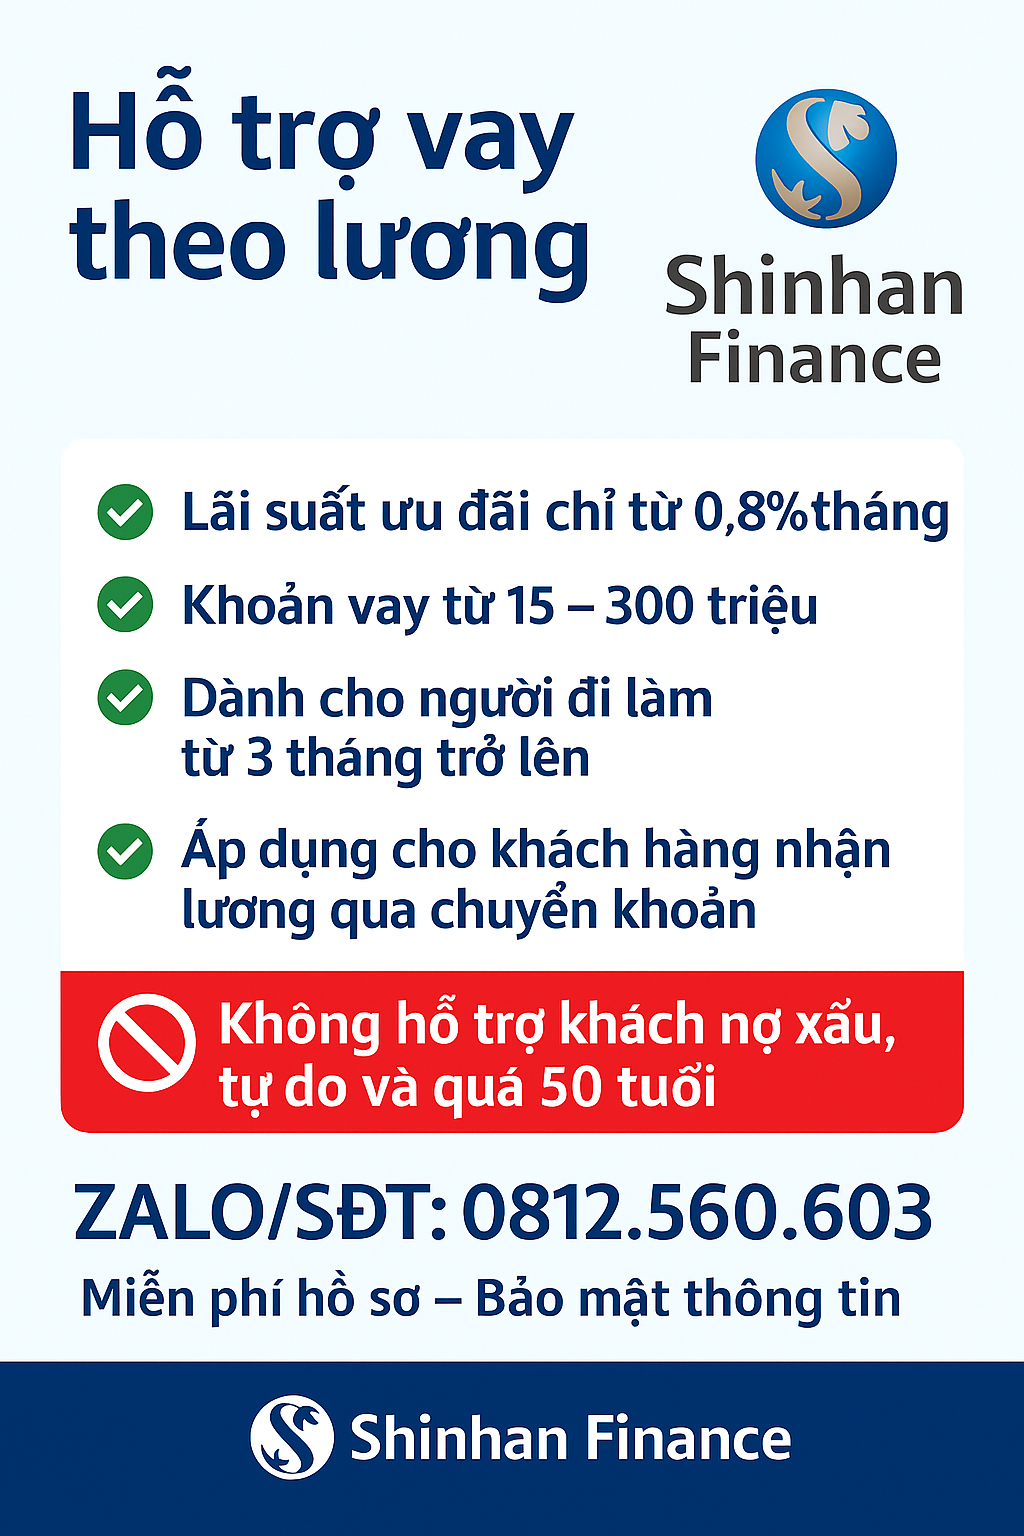 Hỗ trợ vay
theo lương
Shinhan
Finance
Lãi suất ưu đãi chỉ từ 0,8%tháng
Khoản vay từ 15 – 300 triệu
Dành cho người đi làm
từ 3 tháng trở lên
Áp dụng cho khách hàng nhận
lương qua chuyển khoản
Không hỗ trợ khách nợ xấu,
tự do và quá 50 tuổi
ZALO/SĐT: 0812.560.603
Miễn phí hồ sơ – Bảo mật thông tin
Shinhan Finance